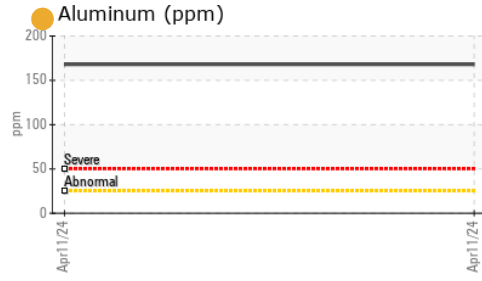 Aluminum (ppm)
200
150
100
50
0
ppm
Severe
Abnormal
Apr11/24
Apr11/24